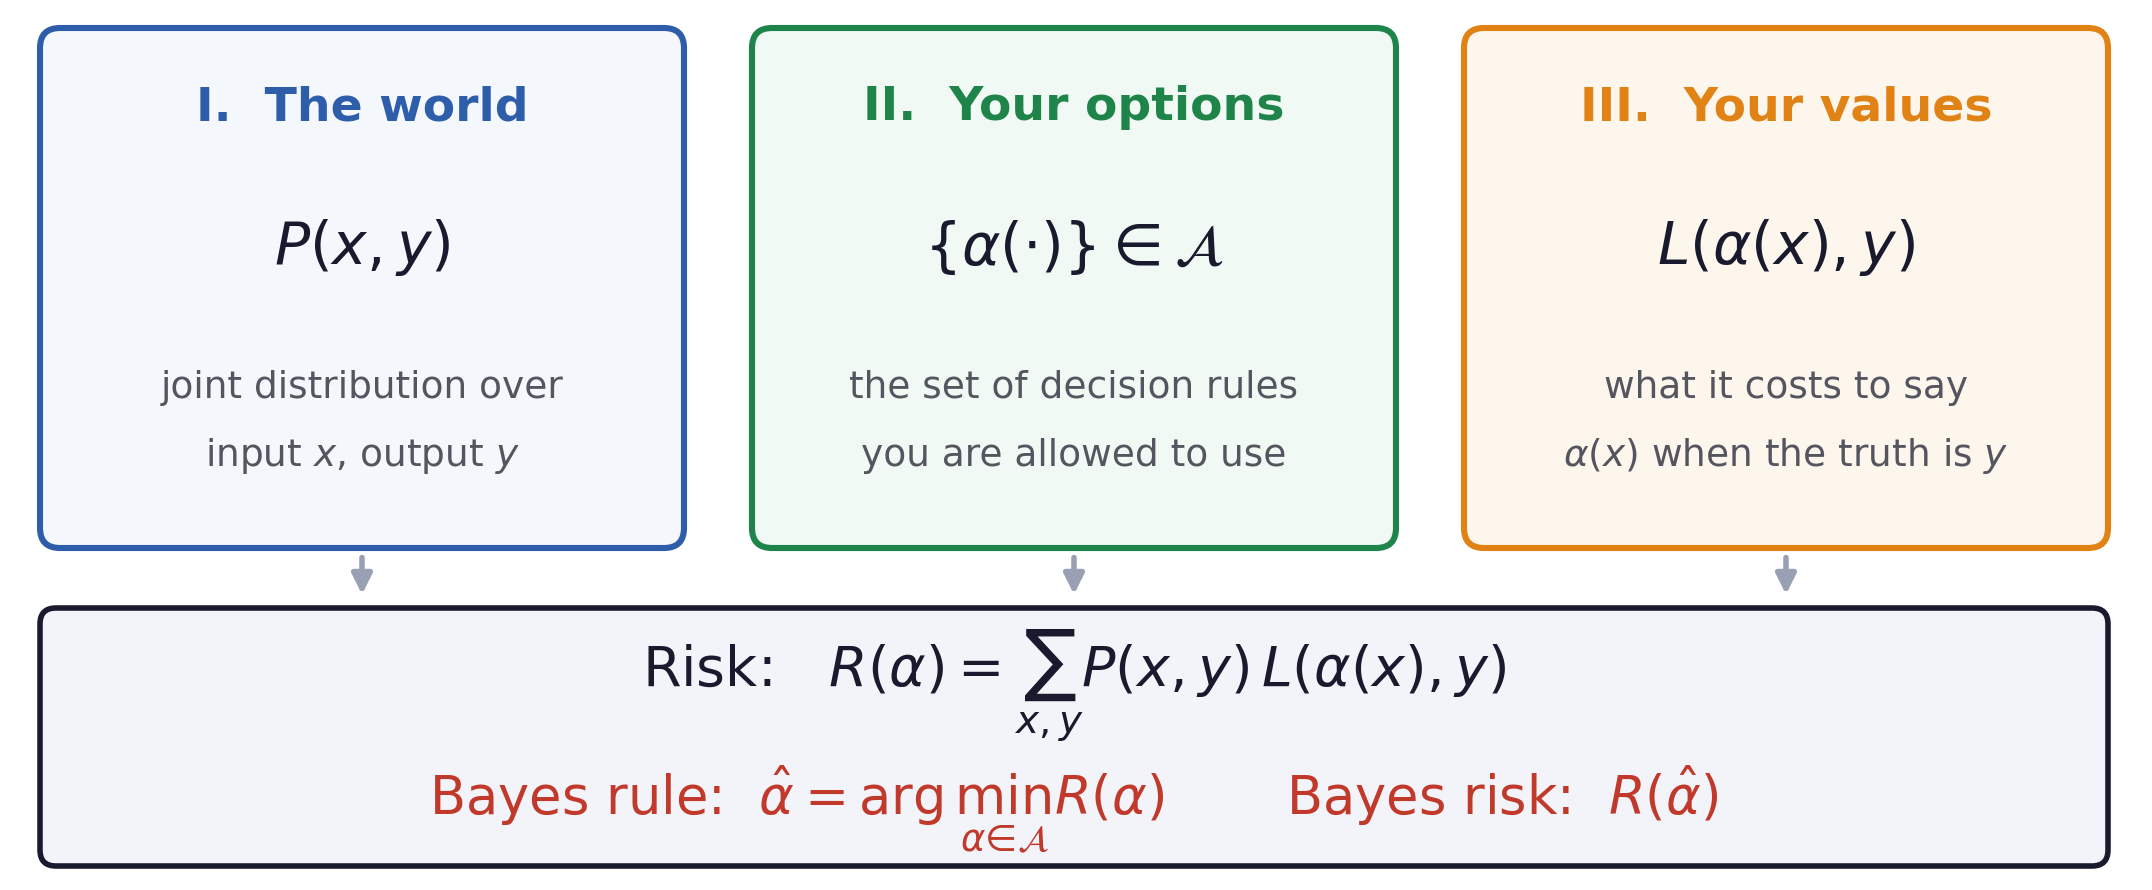 I. The world
P(x, y)
joint distribution over
input x, output y
II. Your options
{α(·)} ∈ 𝒜
the set of decision rules
you are allowed to use
III. Your values
L(α(x), y)
what it costs to say
α(x) when the truth is y
Risk: R(α) = ∑_{x, y} P(x, y) L(α(x), y)
Bayes rule: α̂ = arg min_{α∈𝒜} R(α) Bayes risk: R(α̂)